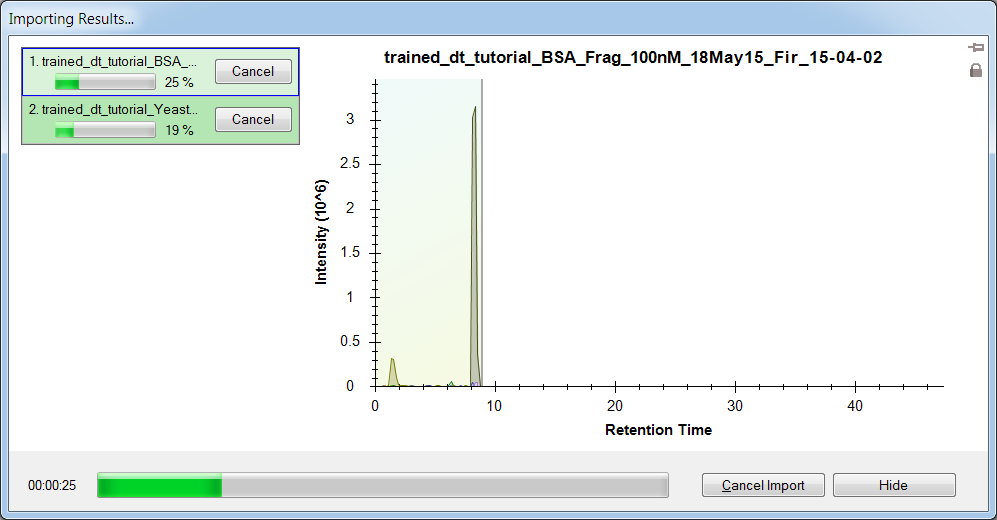 Importing Results...
1. trained_dt_tutorial_BSA_...
25 %
Cancel
2. trained_dt_tutorial_Yeast...
19 %
Cancel
trained_dt_tutorial_BSA_Frag_100nM_18May15_Fir_15-04-02
Intensity (10^6)
3
2.5
2
1.5
1
0.5
0
0 10 20 30 40
Retention Time
00:00:25
Cancel Import
Hide